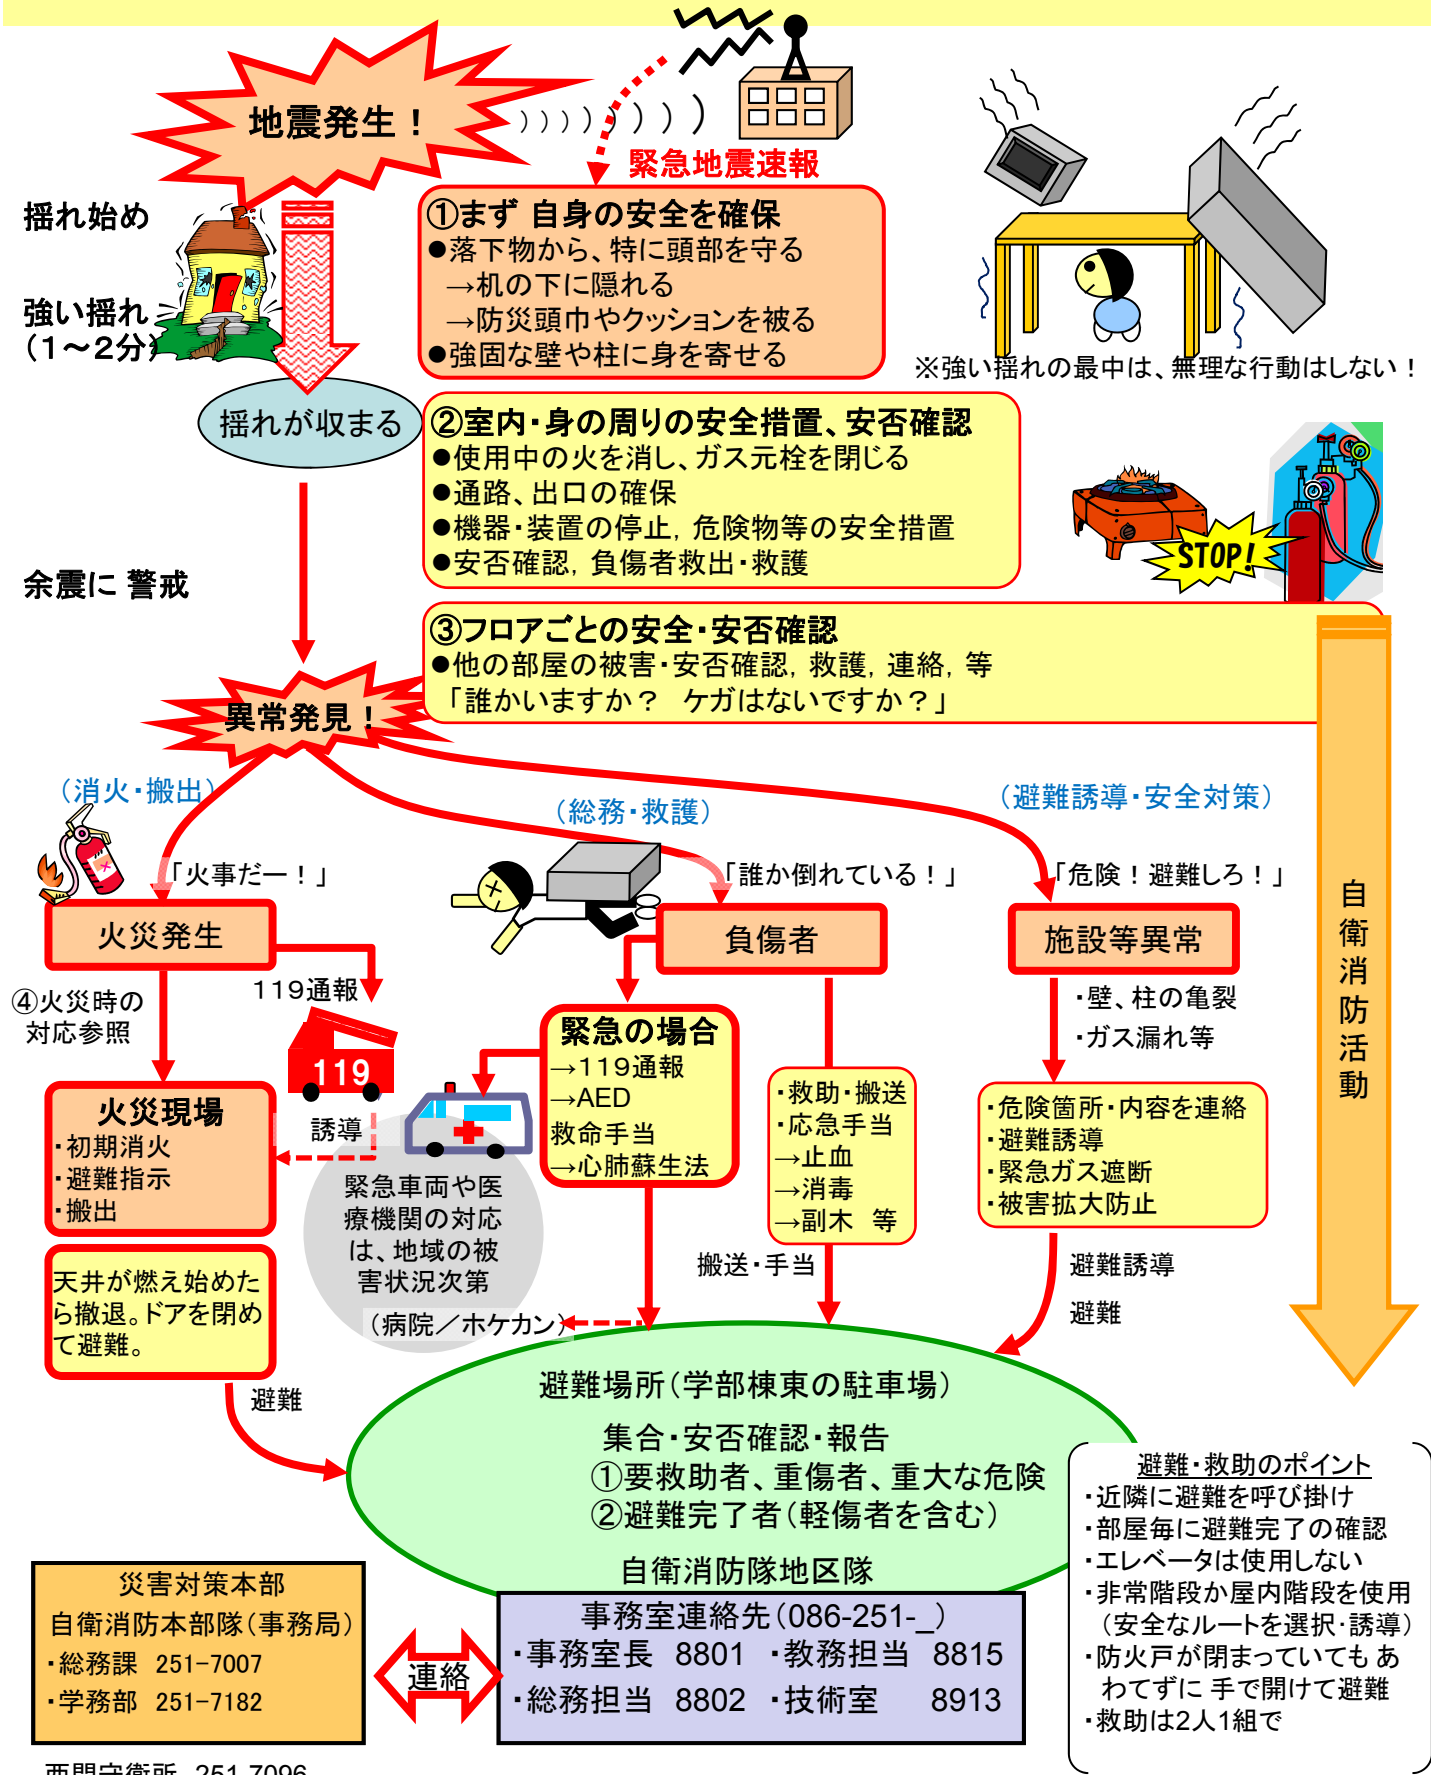 地震発生！
緊急地震速報
揺れ始め
強い揺れ
（１～２分）
①まず 自身の安全を確保
●落下物から、特に頭部を守る
→机の下に隠れる
→防災頭巾やクッションを被る
●強固な壁や柱に身を寄せる
※強い揺れの最中は、無理な行動はしない！
揺れが収まる
②室内・身の周りの安全措置、安否確認
●使用中の火を消し、ガス元栓を閉じる
●通路、出口の確保
●機器・装置の停止，危険物等の安全措置
●安否確認，負傷者救出・救護
STOP!
余震に 警戒
③フロアごとの安全・安否確認
●他の部屋の被害・安否確認，救護，連絡，等
「誰かいますか？　ケガはないですか？」
異常発見！
（消火・搬出）
（総務・救護）
（避難誘導・安全対策）
「火事だー！」
「誰か倒れている！」
「危険！避難しろ！」
自衛消防活動
火災発生
負傷者
施設等異常
④火災時の
対応参照
119通報
119
・壁、柱の亀裂
・ガス漏れ等
火災現場
・初期消火
・避難指示
・搬出
誘導
緊急の場合
→119通報
→AED
救命手当
→心肺蘇生法
・救助・搬送
・応急手当
→止血
→消毒
→副木　等
・危険箇所・内容を連絡
・避難誘導
・緊急ガス遮断
・被害拡大防止
緊急車両や医
療機関の対応
は、地域の被
害状況次第
（病院／ホケカン）
搬送・手当
避難誘導
避難
天井が燃え始めた
ら撤退。ドアを閉め
て避難。
避難
避難場所（学部棟東の駐車場）
集合・安否確認・報告
①要救助者、重傷者、重大な危険
②避難完了者（軽傷者を含む）
自衛消防隊地区隊
避難・救助のポイント
・近隣に避難を呼び掛け
・部屋毎に避難完了の確認
・エレベータは使用しない
・非常階段か屋内階段を使用
（安全なルートを選択・誘導）
・防火戸が閉まっていても あ
わてずに 手で開けて避難
・救助は2人1組で
災害対策本部
自衛消防本部隊（事務局）
・総務課 251-7007
・学務部 251-7182
連絡
事務室連絡先（086-251-_）
・事務室長 8801 ・教務担当 8815
・総務担当 8802 ・技術室 8913
西門守衛所 251-7096